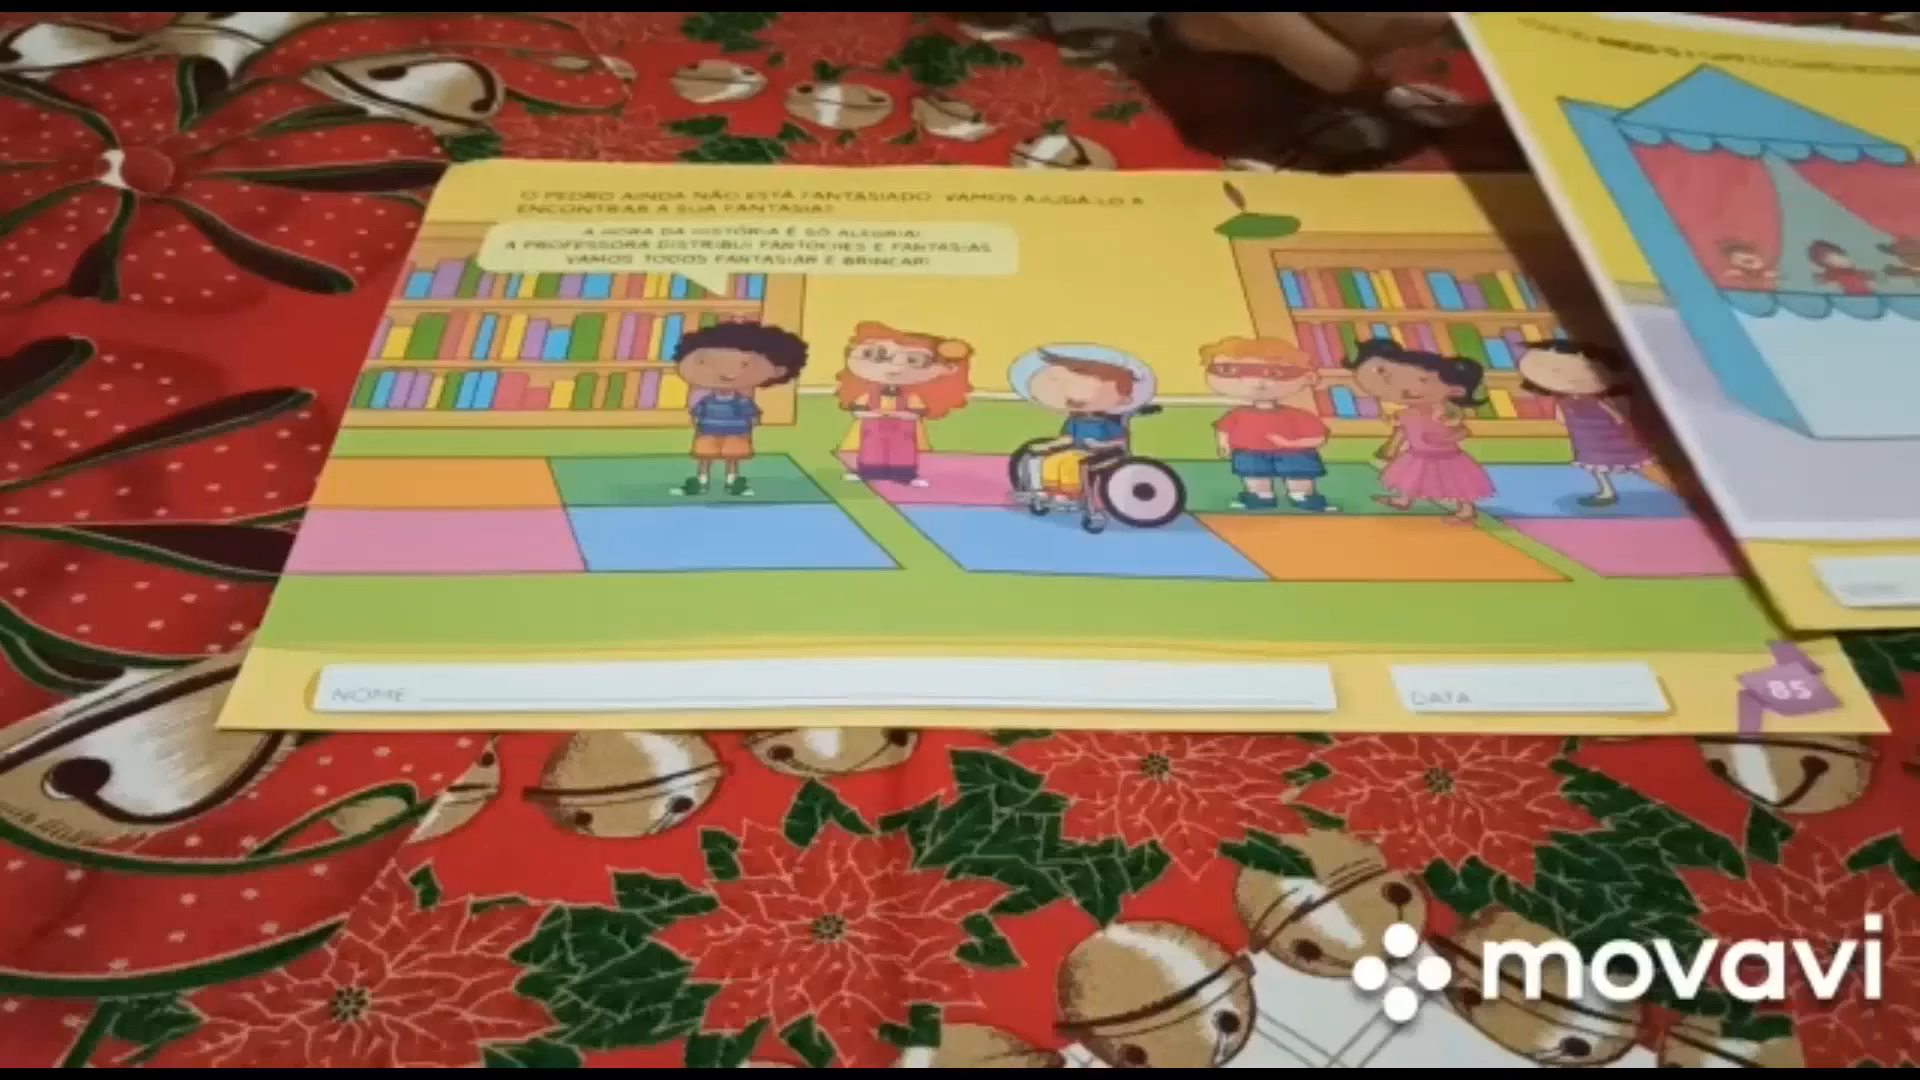 O PEDRO AINDA NÃO ESTÁ FANTASIADO. VAMOS AJUDÁ-LO A
ENCONTRAR A SUA FANTASIA?
A HORA DA HISTÓRIA É SÓ ALEGRIA!
A PROFESSORA DISTRIBUI FANTOCHES E FANTASIAS
VAMOS TODOS FANTASIAR E BRINCAR!
NOME
DATA
85
movavi